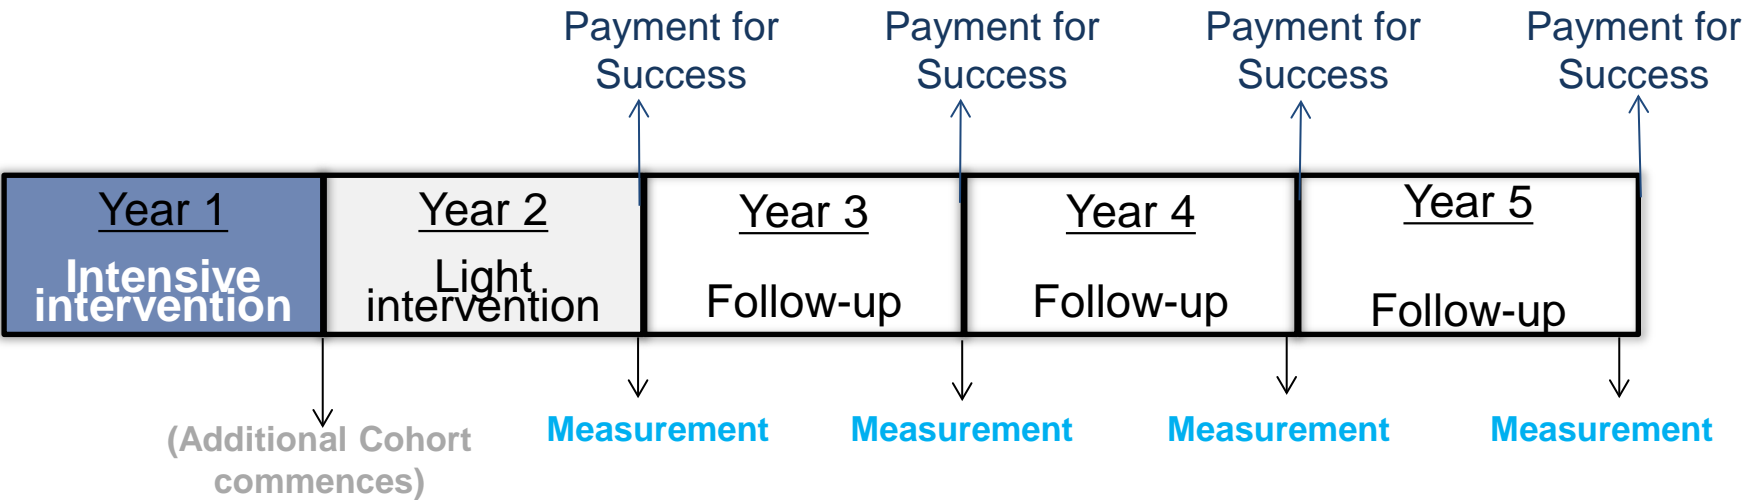 Payment for
Success
Payment for
Success
Payment for
Success
Payment for
Success
Year 1
Intensive
intervention
Year 2
Light
intervention
Year 3
Follow-up
Year 4
Follow-up
Year 5
Follow-up
(Additional Cohort
commences)
Measurement
Measurement
Measurement
Measurement